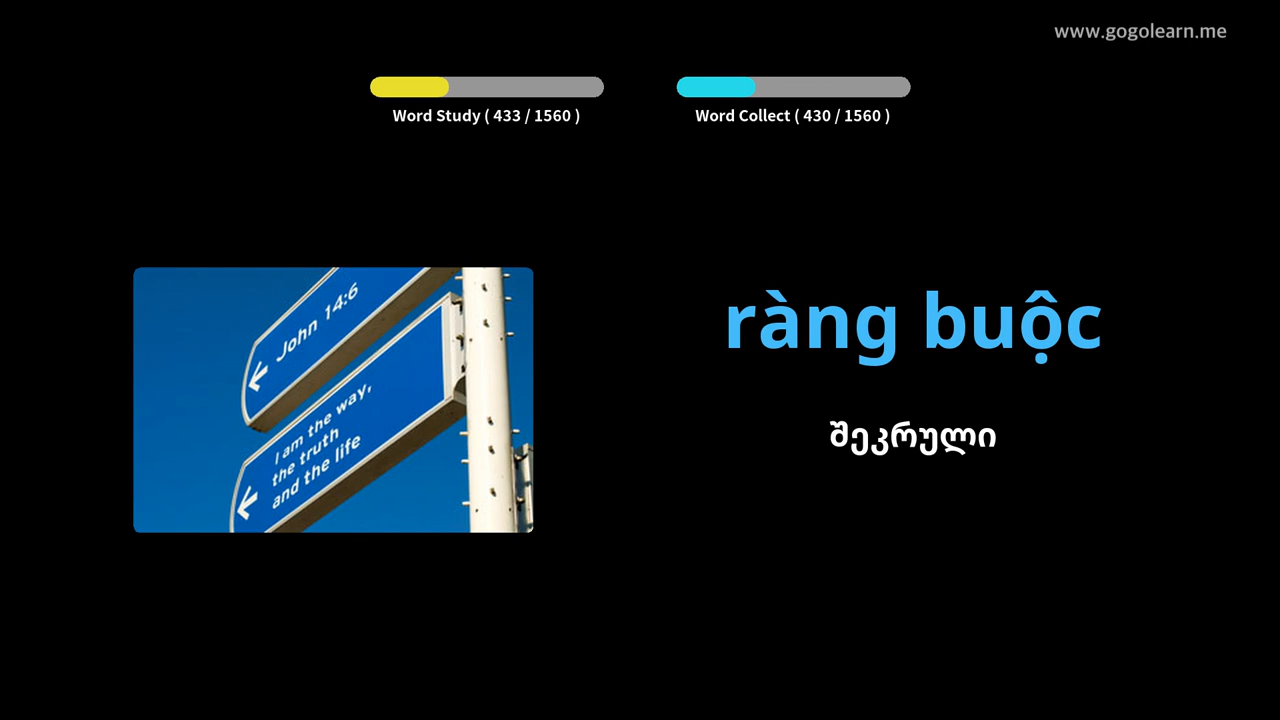 www.gogolearn.me
Word Study ( 433 / 1560 )
Word Collect ( 430 / 1560 )
John 14:6
I am the way,
the truth
and the life
ràng buộc
შეკრული